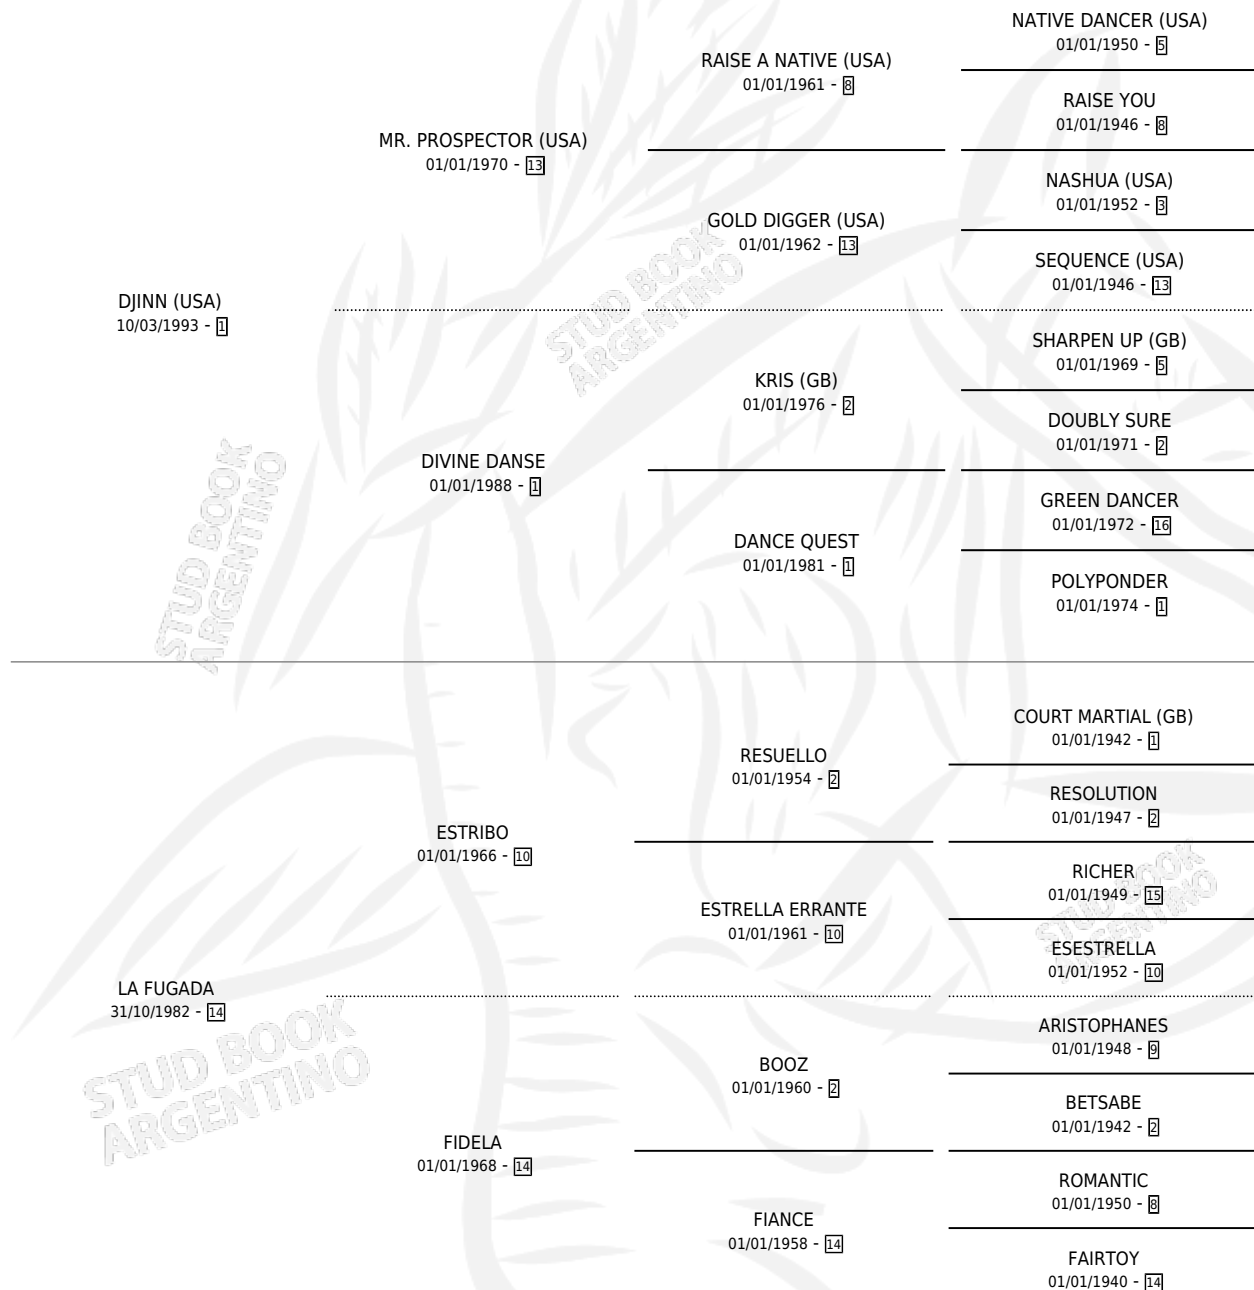 NATIVE DANCER (USA)
01/01/1950 - 5
RAISE A NATIVE (USA)
01/01/1961 - 8
RAISE YOU
01/01/1946 - 8
MR. PROSPECTOR (USA)
01/01/1970 - 13
NASHUA (USA)
01/01/1952 - 3
GOLD DIGGER (USA)
01/01/1962 - 13
SEQUENCE (USA)
01/01/1946 - 13
DJINN (USA)
10/03/1993 - 1
STUD BOOK
ARGENTINO
SHARPEN UP (GB)
01/01/1969 - 5
KRIS (GB)
01/01/1976 - 2
DOUBLY SURE
01/01/1971 - 2
DIVINE DANSE
01/01/1988 - 1
GREEN DANCER
01/01/1972 - 16
DANCE QUEST
01/01/1981 - 1
POLYPONDER
01/01/1974 - 1
STUD BOOK
ARGENTINO
COURT MARTIAL (GB)
01/01/1942 - 1
RESUELLO
01/01/1954 - 2
RESOLUTION
01/01/1947 - 2
ESTRIBO
01/01/1966 - 10
RICHER
01/01/1949 - 15
ESTRELLA ERRANTE
01/01/1961 - 10
STUD BOOK
ARGENTINO
ESESTRELLA
01/01/1952 - 10
LA FUGADA
31/10/1982 - 14
STUD BOOK
ARGENTINO
ARISTOPHANES
01/01/1948 - 9
BOOZ
01/01/1960 - 2
BETSABE
01/01/1942 - 2
FIDELA
01/01/1968 - 14
ROMANTIC
01/01/1950 - 8
FIANCE
01/01/1958 - 14
FAIRTOY
01/01/1940 - 14